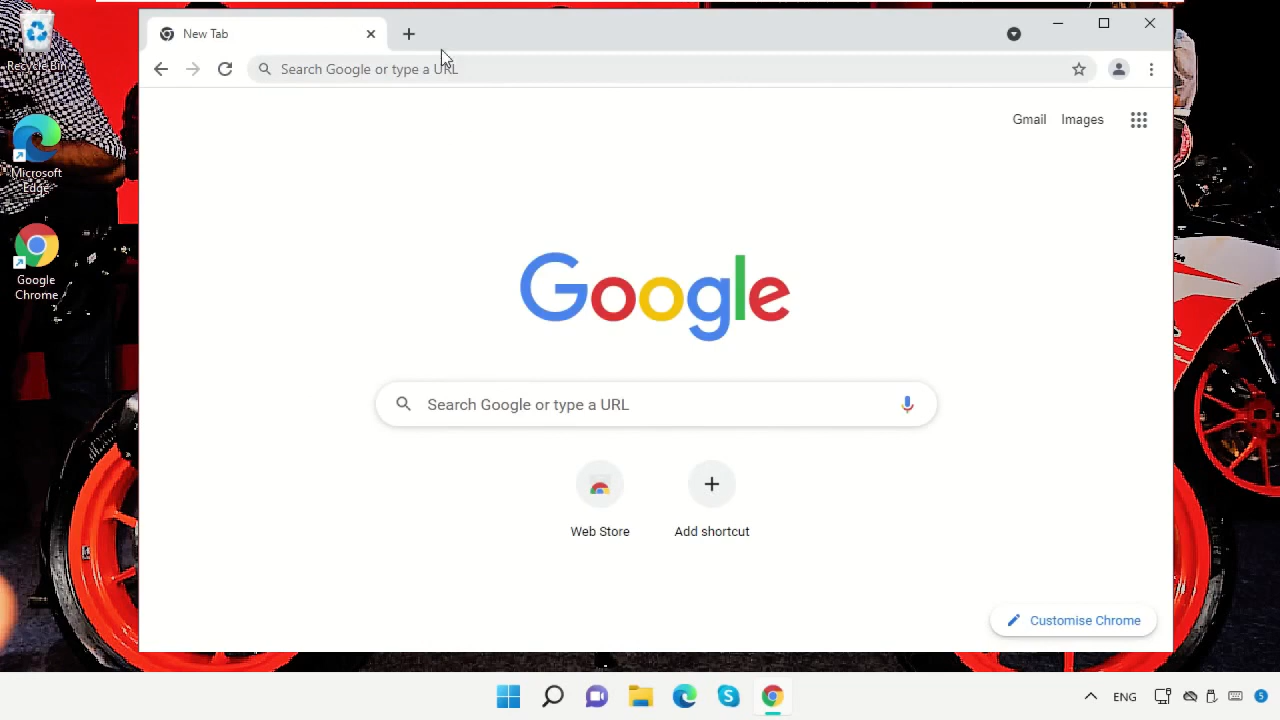 New Tab
Search Google or type a URL
Gmail Images
Google
Search Google or type a URL
Web Store
Add shortcut
Customise Chrome
Recycle Bin
Microsoft
Edge
Google
Chrome
ENG
5